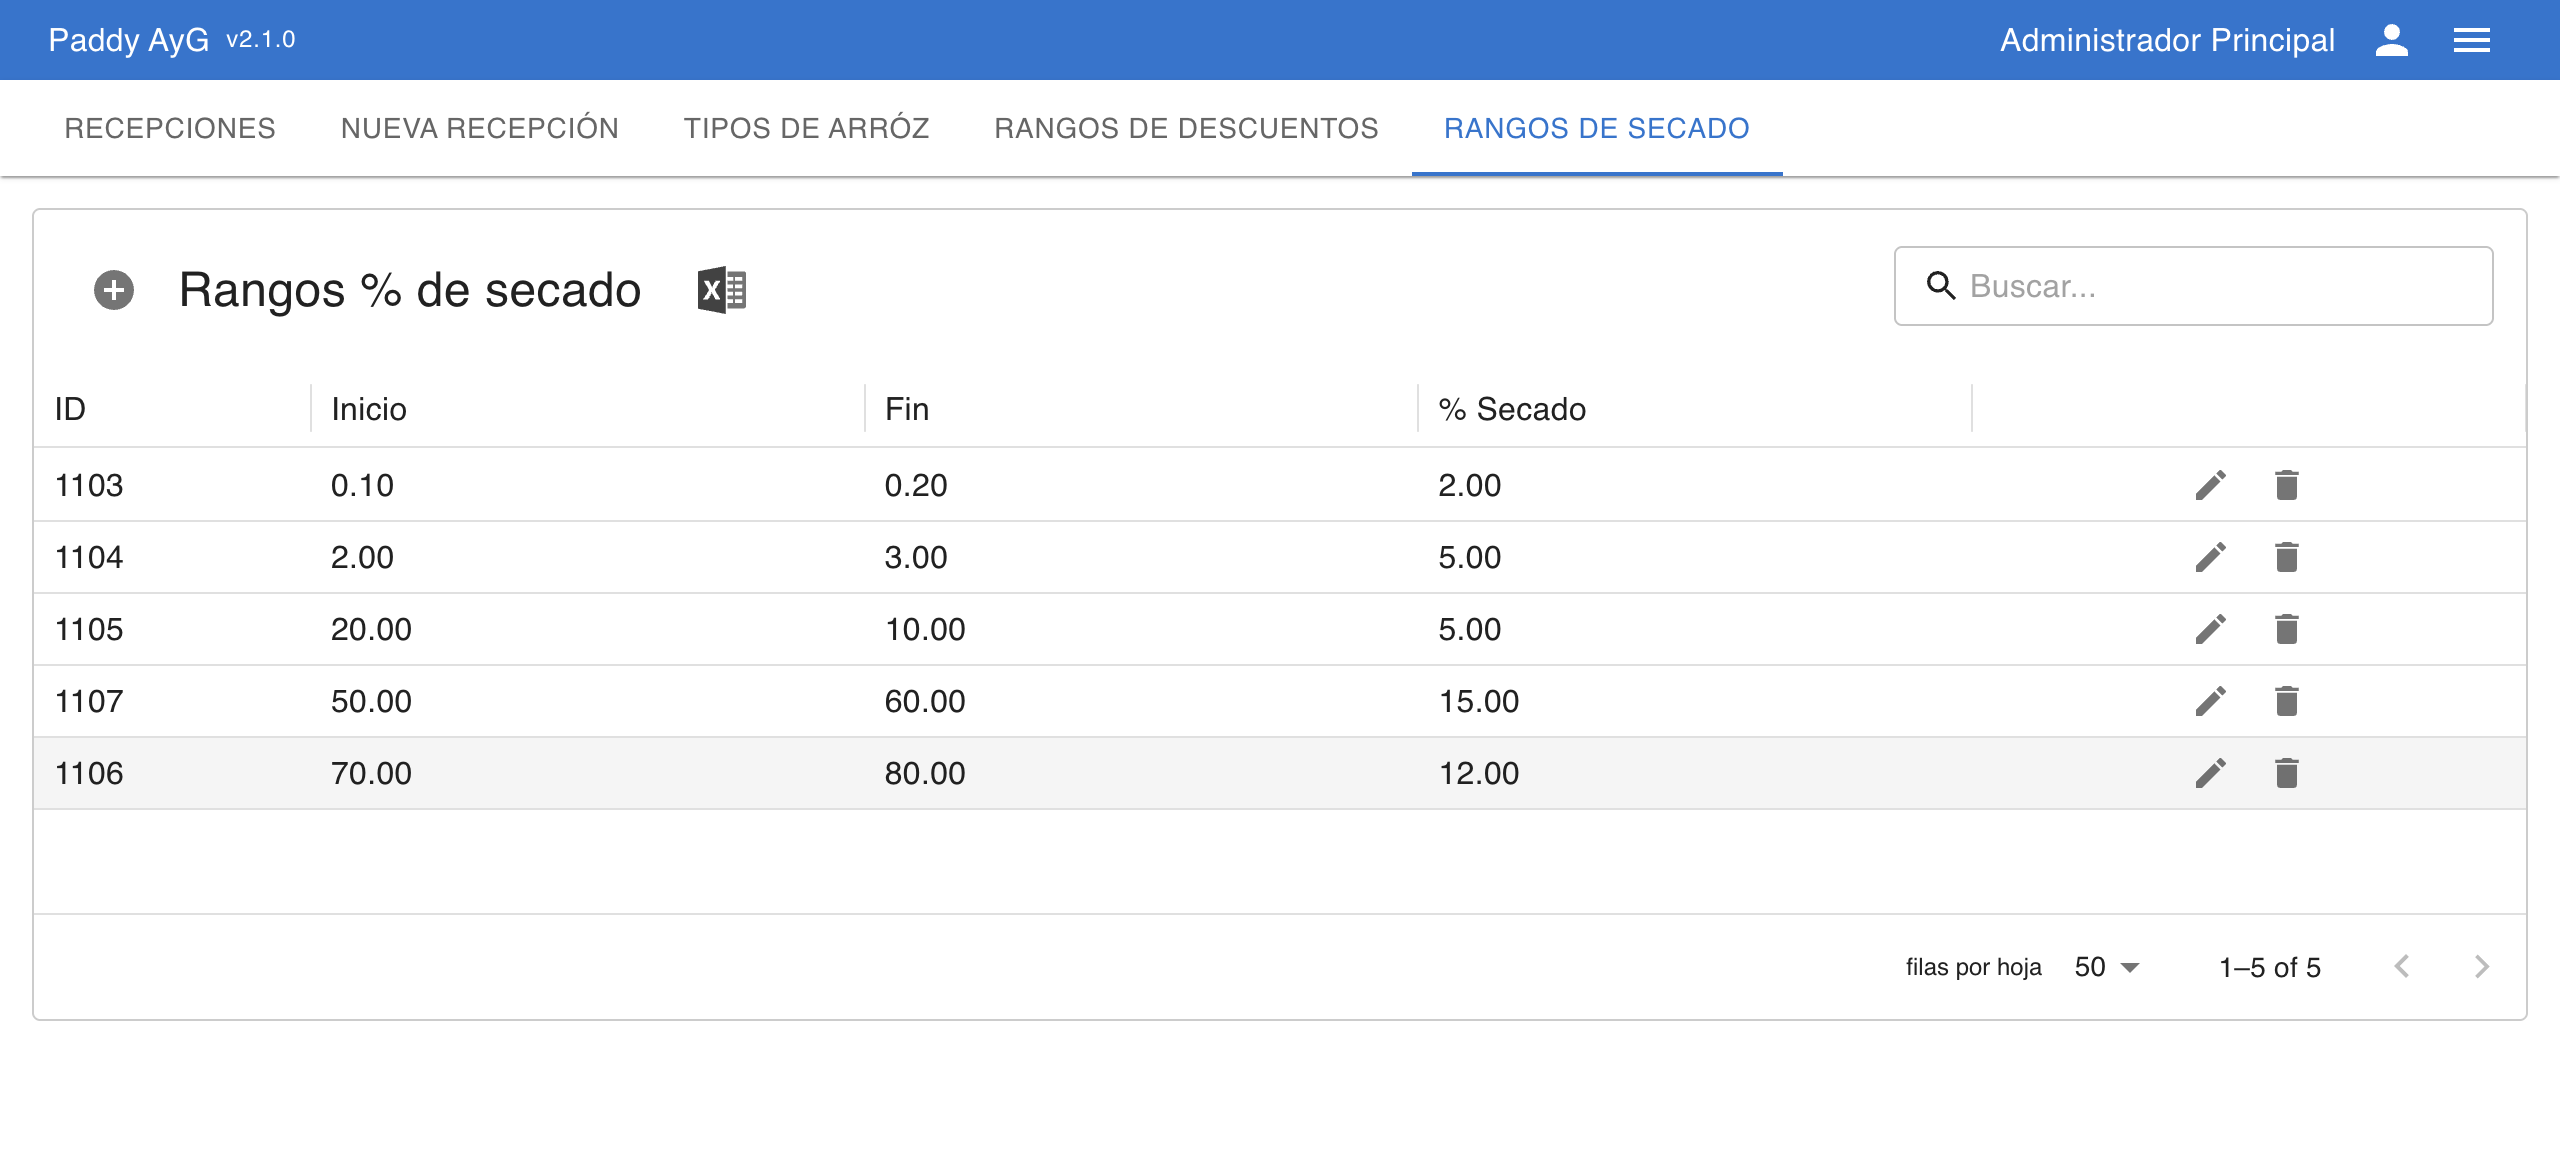 Paddy AyG v2.1.0 Administrador Principal
RECEPCIONES NUEVA RECEPCIÓN TIPOS DE ARRÓZ RANGOS DE DESCUENTOS RANGOS DE SECADO
Rangos % de secado Buscar...
ID Inicio Fin % Secado
1103 0.10 0.20 2.00
1104 2.00 3.00 5.00
1105 20.00 10.00 5.00
1107 50.00 60.00 15.00
1106 70.00 80.00 12.00
filas por hoja 50 1–5 of 5